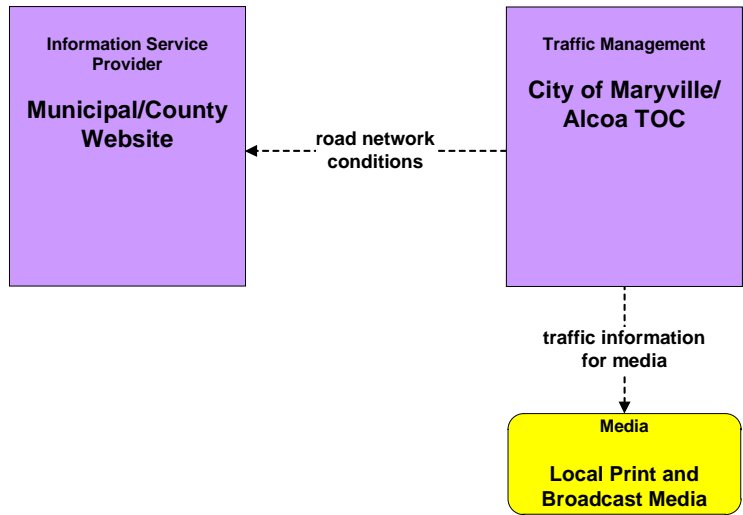 Information Service
Provider
Municipal/County
Website
Traffic Management
City of Maryville/
Alcoa TOC
road network
conditions
traffic information
for media
Media
Local Print and
Broadcast Media